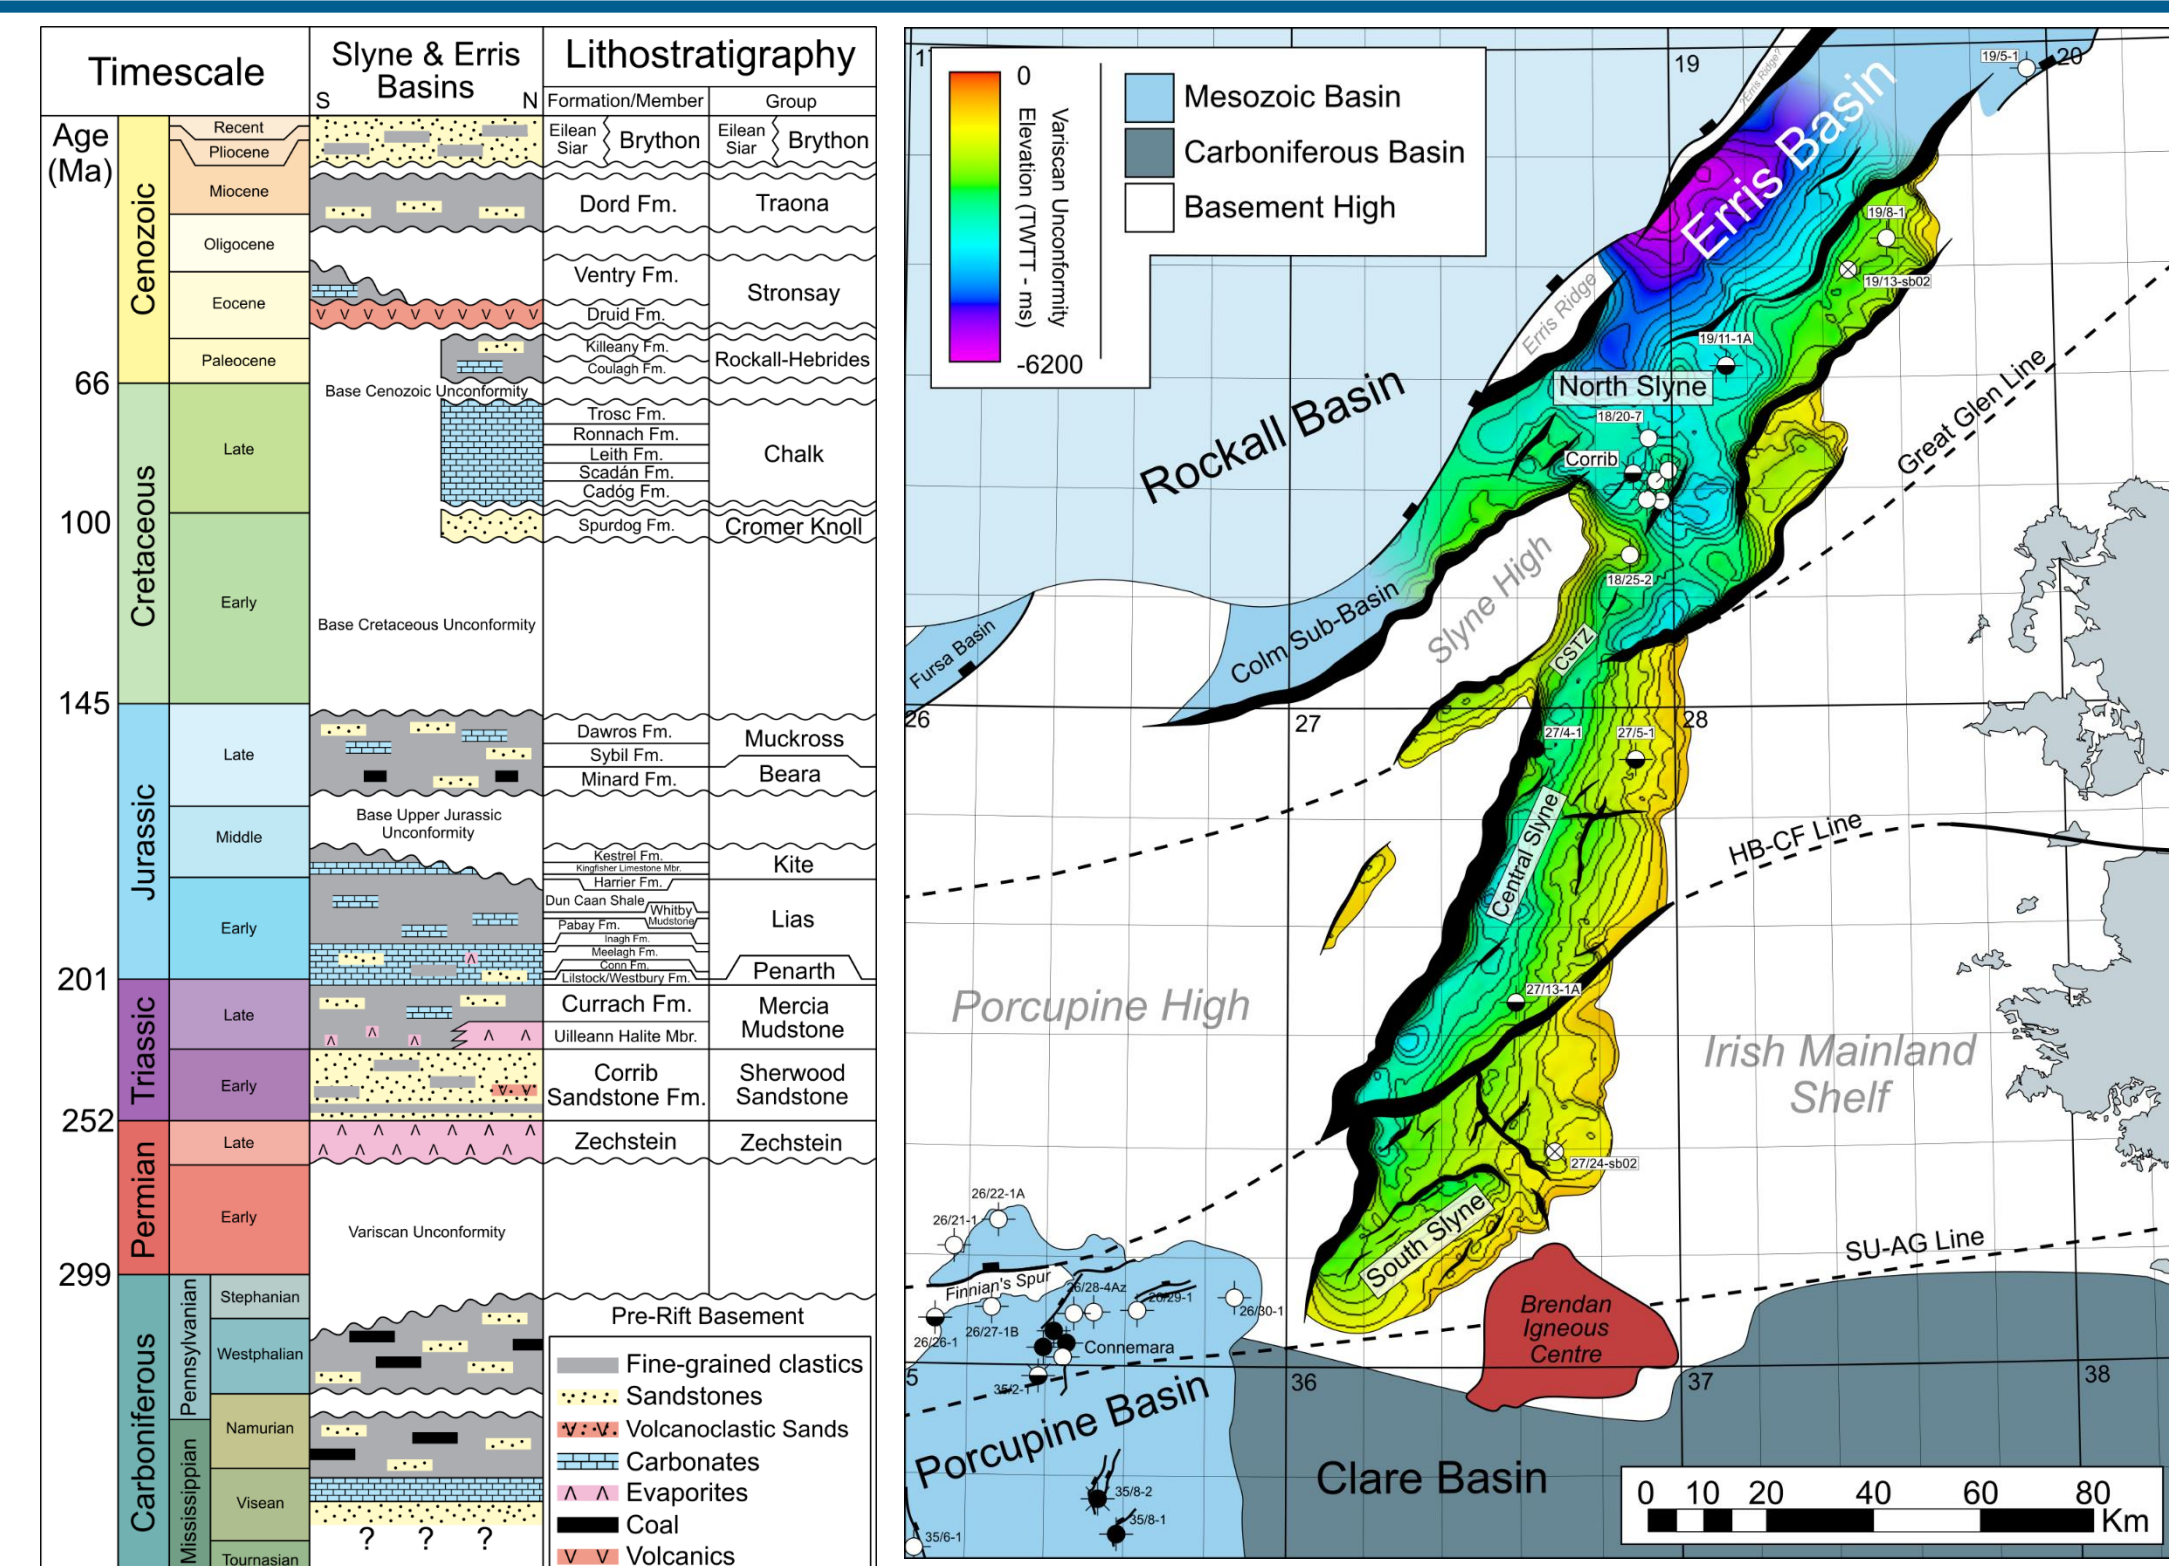 Timescale
Slyne & Erris
Basins
S
N
Lithostratigraphy
Formation/Member
Group
Age
(Ma)
66
100
145
201
252
299
Cenozoic
Cretaceous
Jurassic
Triassic
Permian
Carboniferous
Pennsylvanian
Mississippian
Recent
Pliocene
Miocene
Oligocene
Eocene
Paleocene
Late
Early
Late
Middle
Early
Late
Early
Late
Early
Stephanian
Westphalian
Namurian
Visean
Tournasian
Base Cenozoic Unconformity
Base Cretaceous Unconformity
Base Upper Jurassic
Unconformity
Variscan Unconformity
? ? ?
Eilean
Siar
Brython
Eilean
Siar
Brython
Dord Fm.
Traona
Ventry Fm.
Druid Fm.
Stronsay
Killeany Fm.
Coulagh Fm.
Rockall-Hebrides
Trosc Fm.
Ronnach Fm.
Leith Fm.
Scadán Fm.
Cadóg Fm.
Chalk
Spurdog Fm.
Cromer Knoll
Dawros Fm.
Sybil Fm.
Minard Fm.
Muckross
Beara
Kestrel Fm.
Kingfisher Limestone Mbr.
Kite
Harrier Fm.
Dun Caan Shale
Whitby
Mudstone
Pabay Fm.
Inagh Fm.
Meelagh Fm.
Conn Fm.
Lilstock/Westbury Fm.
Lias
Penarth
Currach Fm.
Uilleann Halite Mbr.
Mercia
Mudstone
Corrib
Sandstone Fm.
Sherwood
Sandstone
Zechstein
Zechstein
Pre-Rift Basement
Fine-grained clastics
Sandstones
Volcanoclastic Sands
Carbonates
Evaporites
Coal
Volcanics
0
-6200
Variscan Unconformity
Elevation (TWTT - ms)
Mesozoic Basin
Carboniferous Basin
Basement High
19
20
19/5-1
?Erris Ridge?
Erris Basin
19/8-1
19/13-sb02
Erris Ridge
19/11-1A
North Slyne
18/20-7
Corrib
Rockall Basin
Great Glen Line
18/25-2
Slyne High
Colm Sub-Basin
Fursa Basin
CSTZ
26
27
28
27/4-1
27/5-1
Central Slyne
HB-CF Line
27/13-1A
Porcupine High
Irish Mainland
Shelf
27/24-sb02
South Slyne
SU-AG Line
26/22-1A
26/21-1
Finnian's Spur
26/28-4Az
26/29-1
26/30-1
26/26-1
26/27-1B
Connemara
35/2-1
Brendan
Igneous
Centre
5
36
37
38
Porcupine Basin
Clare Basin
35/8-2
35/8-1
35/6-1
0 10 20 40 60 80
Km